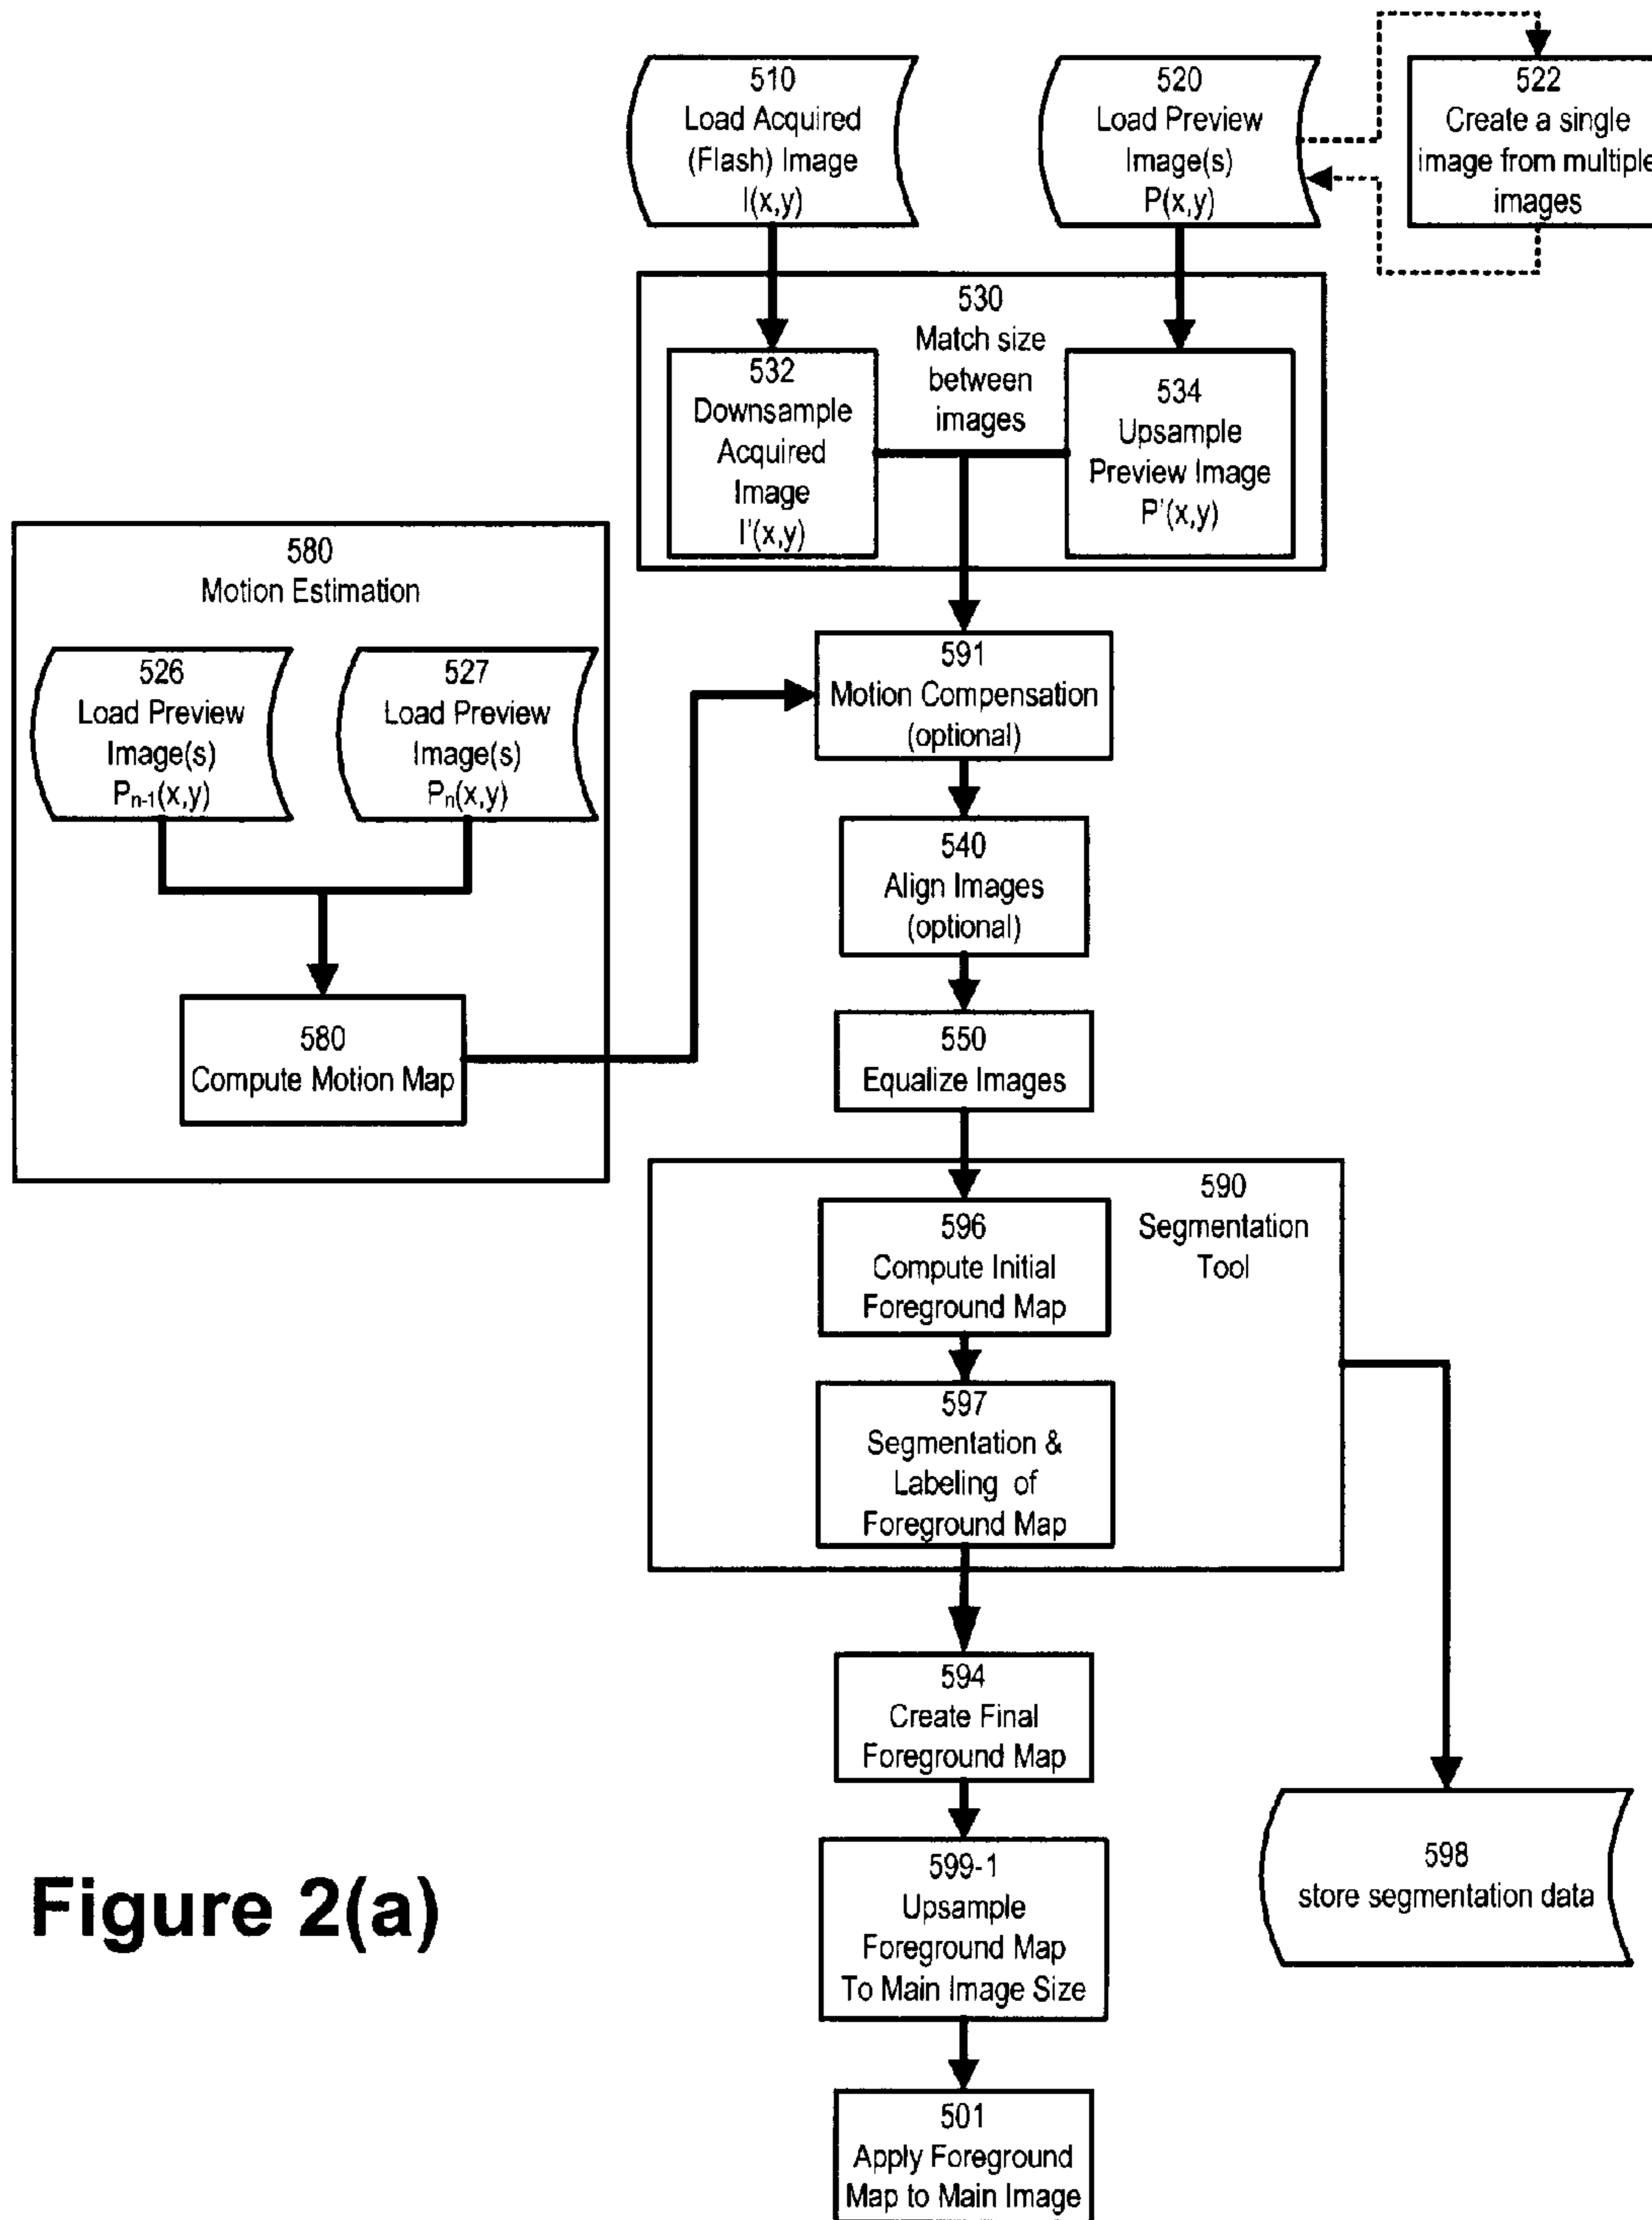 510
Load Acquired
(Flash) Image
I(x,y)
520
Load Preview
Image(s)
P(x,y)
522
Create a single
image from multiple
images
530
Match size
between
images
532
Downsample
Acquired
Image
I'(x,y)
534
Upsample
Preview Image
P'(x,y)
580
Motion Estimation
526
Load Preview
Image(s)
Pn-1(x,y)
527
Load Preview
Image(s)
Pn(x,y)
580
Compute Motion Map
591
Motion Compensation
(optional)
540
Align Images
(optional)
550
Equalize Images
590
Segmentation
Tool
596
Compute Initial
Foreground Map
597
Segmentation &
Labeling of
Foreground Map
594
Create Final
Foreground Map
599-1
Upsample
Foreground Map
To Main Image Size
598
store segmentation data
501
Apply Foreground
Map to Main Image
Figure 2(a)